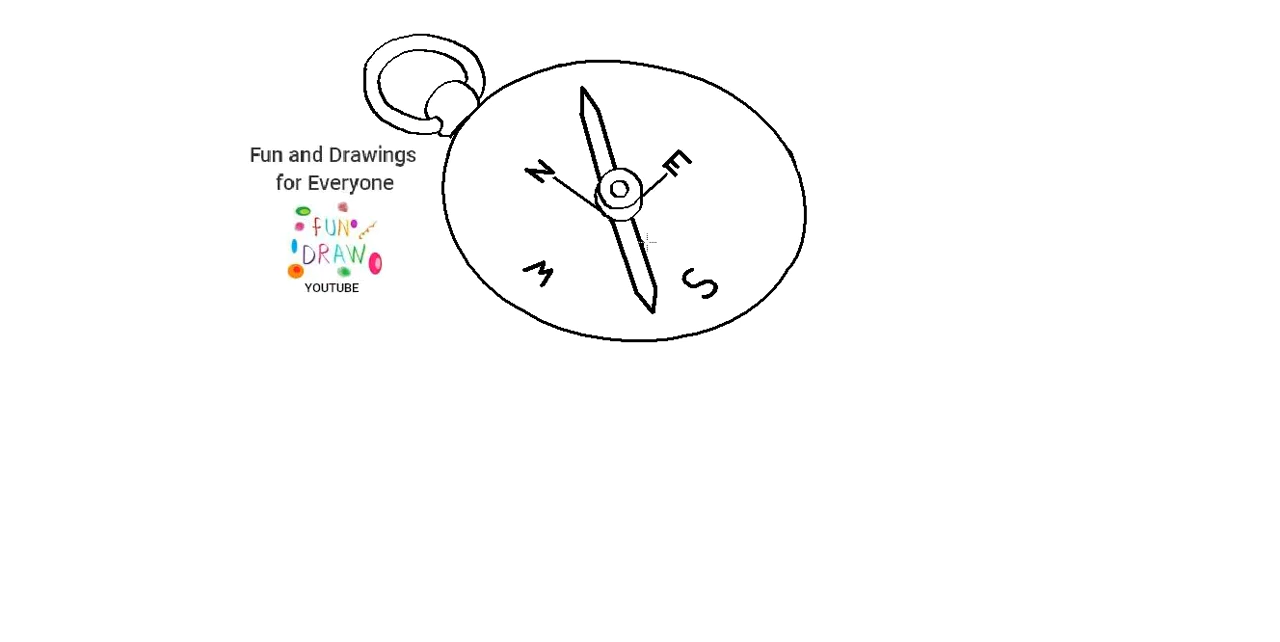 Fun and Drawings
for Everyone
FUN
DRAW
YOUTUBE
N
E
W
S